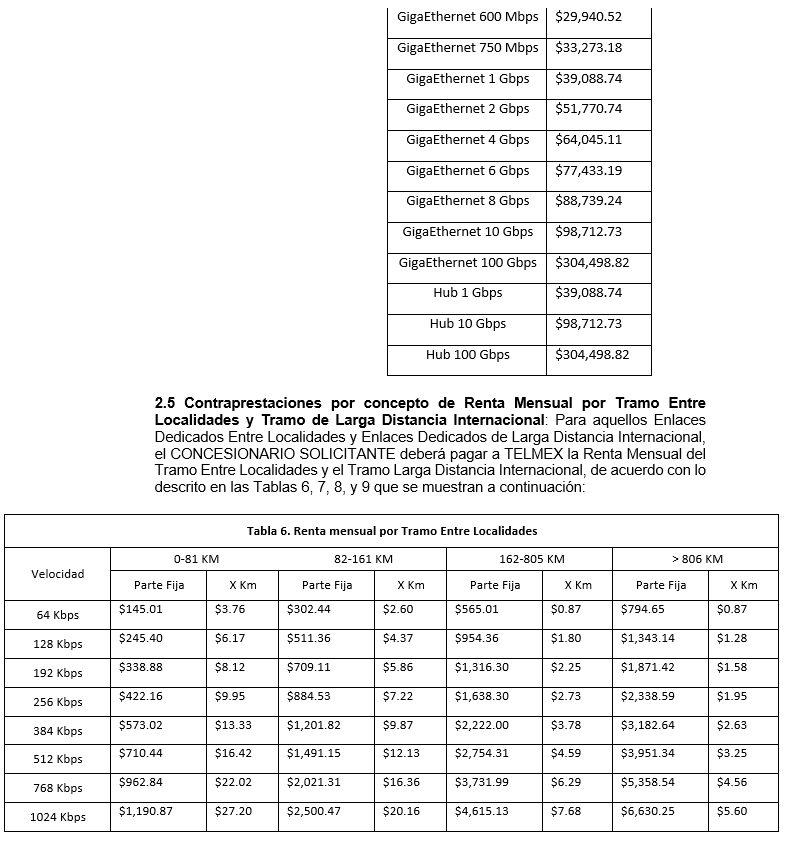 GigaEthernet 600 Mbps $29,940.52
GigaEthernet 750 Mbps $33,273.18
GigaEthernet 1 Gbps $39,088.74
GigaEthernet 2 Gbps $51,770.74
GigaEthernet 4 Gbps $64,045.11
GigaEthernet 6 Gbps $77,433.19
GigaEthernet 8 Gbps $88,739.24
GigaEthernet 10 Gbps $98,712.73
GigaEthernet 100 Gbps $304,498.82
Hub 1 Gbps $39,088.74
Hub 10 Gbps $98,712.73
Hub 100 Gbps $304,498.82
2.5 Contraprestaciones por concepto de Renta Mensual por Tramo Entre
Localidades y Tramo de Larga Distancia Internacional: Para aquellos Enlaces
Dedicados Entre Localidades y Enlaces Dedicados de Larga Distancia Internacional,
el CONCESIONARIO SOLICITANTE deberá pagar a TELMEX la Renta Mensual del
Tramo Entre Localidades y el Tramo Larga Distancia Internacional, de acuerdo con lo
descrito en las Tablas 6, 7, 8, y 9 que se muestran a continuación:
Tabla 6. Renta mensual por Tramo Entre Localidades
Velocidad 0-81 KM 82-161 KM 162-805 KM > 806 KM
Parte Fija X Km Parte Fija X Km Parte Fija X Km Parte Fija X Km
64 Kbps $145.01 $3.76 $302.44 $2.60 $565.01 $0.87 $794.65 $0.87
128 Kbps $245.40 $6.17 $511.36 $4.37 $954.36 $1.80 $1,343.14 $1.28
192 Kbps $338.88 $8.12 $709.11 $5.86 $1,316.30 $2.25 $1,871.42 $1.58
256 Kbps $422.16 $9.95 $884.53 $7.22 $1,638.30 $2.73 $2,338.59 $1.95
384 Kbps $573.02 $13.33 $1,201.82 $9.87 $2,222.00 $3.78 $3,182.64 $2.63
512 Kbps $710.44 $16.42 $1,491.15 $12.13 $2,754.31 $4.59 $3,951.34 $3.25
768 Kbps $962.84 $22.02 $2,021.31 $16.36 $3,731.99 $6.29 $5,358.54 $4.56
1024 Kbps $1,190.87 $27.20 $2,500.47 $20.16 $4,615.13 $7.68 $6,630.25 $5.60